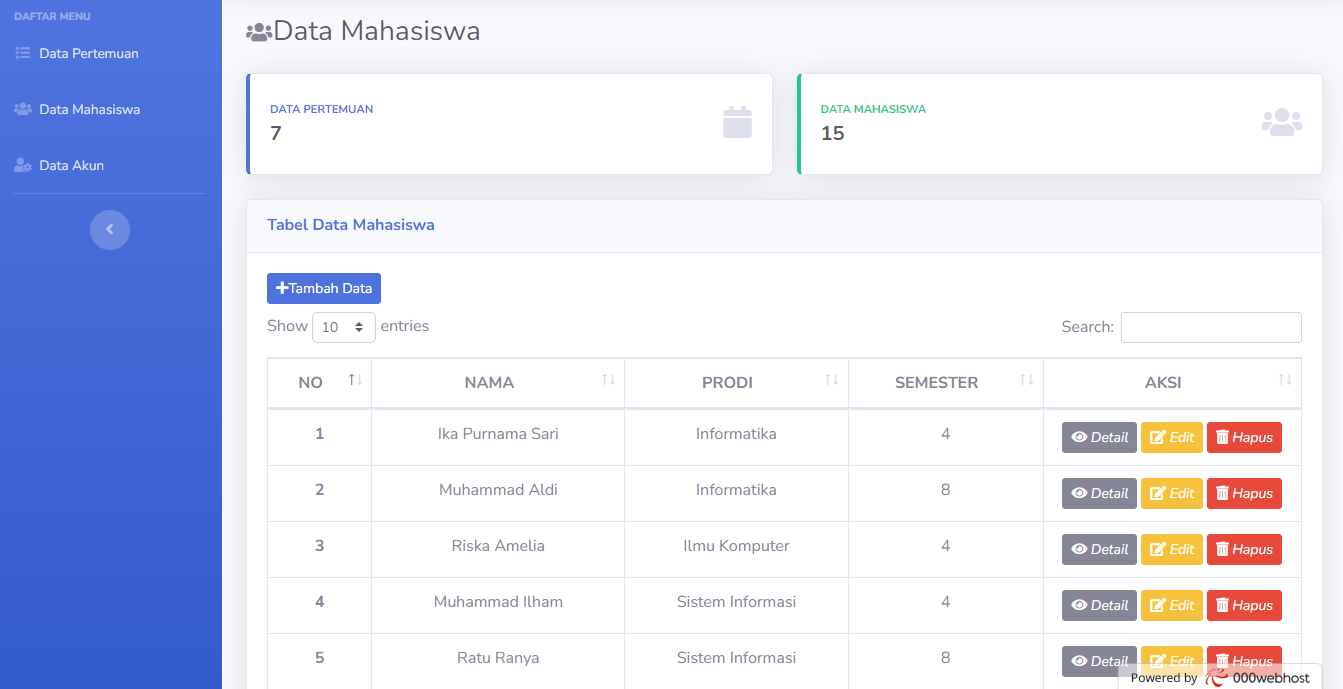 DAFTAR MENU
Data Pertemuan
Data Mahasiswa
Data Akun
Data Mahasiswa
DATA PERTEMUAN
7
DATA MAHASISWA
15
Tabel Data Mahasiswa
Tambah Data
Show 10 entries
Search:
NO NAMA PRODI SEMESTER AKSI
1 Ika Purnama Sari Informatika 4 Detail Edit Hapus
2 Muhammad Aldi Informatika 8 Detail Edit Hapus
3 Riska Amelia Ilmu Komputer 4 Detail Edit Hapus
4 Muhammad Ilham Sistem Informasi 4 Detail Edit Hapus
5 Ratu Ranya Sistem Informasi 8 Detail Edit Hapus
Powered by 000webhost